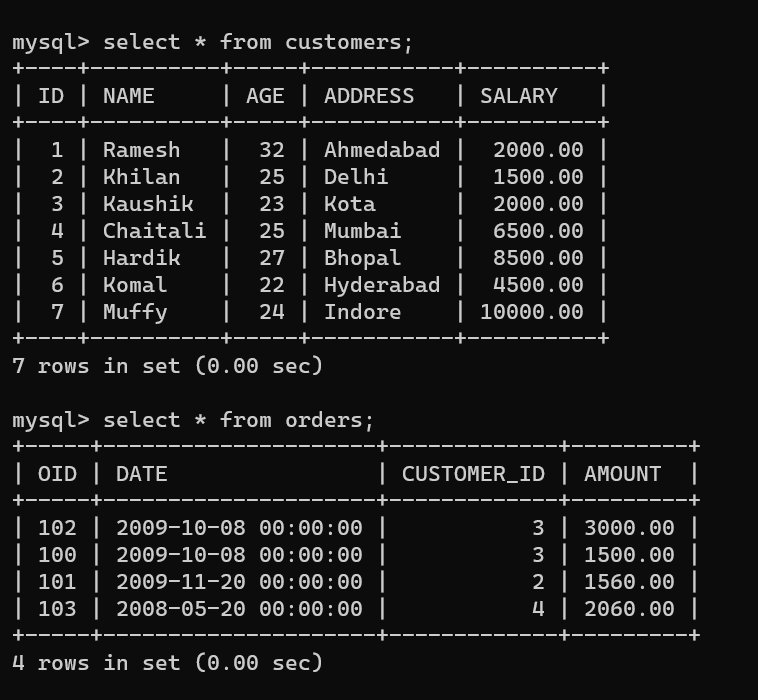 mysql> select * from customers;
+----+----------+-----+-----------+----------+
| ID | NAME     | AGE | ADDRESS   | SALARY   |
+----+----------+-----+-----------+----------+
|  1 | Ramesh   |  32 | Ahmedabad |  2000.00 |
|  2 | Khilan   |  25 | Delhi     |  1500.00 |
|  3 | Kaushik  |  23 | Kota      |  2000.00 |
|  4 | Chaitali |  25 | Mumbai    |  6500.00 |
|  5 | Hardik   |  27 | Bhopal    |  8500.00 |
|  6 | Komal    |  22 | Hyderabad |  4500.00 |
|  7 | Muffy    |  24 | Indore    | 10000.00 |
+----+----------+-----+-----------+----------+
7 rows in set (0.00 sec)

mysql> select * from orders;
+-----+---------------------+-------------+---------+
| OID | DATE                | CUSTOMER_ID | AMOUNT  |
+-----+---------------------+-------------+---------+
| 102 | 2009-10-08 00:00:00 |           3 | 3000.00 |
| 100 | 2009-10-08 00:00:00 |           3 | 1500.00 |
| 101 | 2009-11-20 00:00:00 |           2 | 1560.00 |
| 103 | 2008-05-20 00:00:00 |           4 | 2060.00 |
+-----+---------------------+-------------+---------+
4 rows in set (0.00 sec)